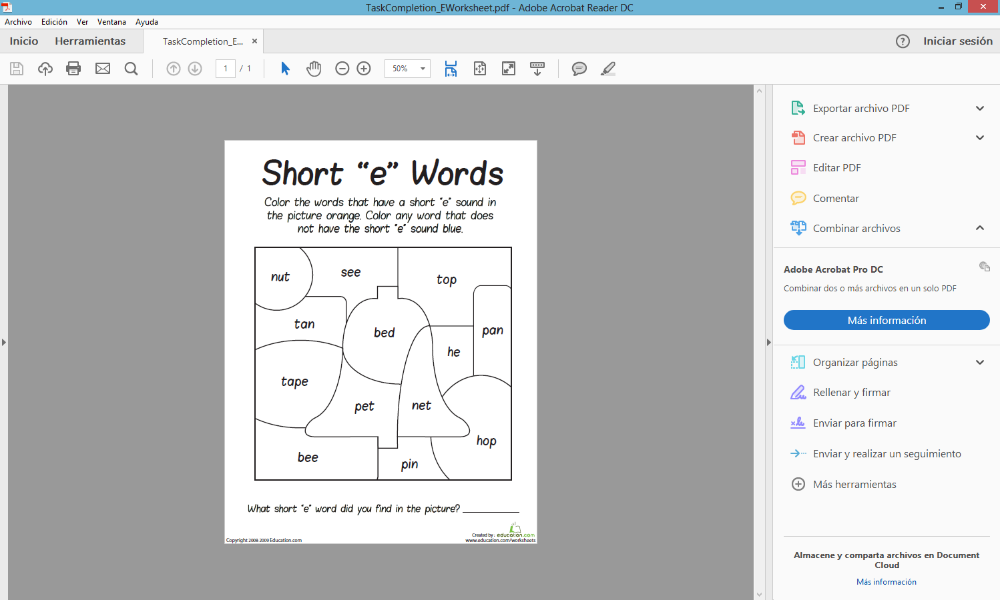 TaskCompletion_EWorksheet.pdf - Adobe Acrobat Reader DC
Archivo Edición Ver Ventana Ayuda
Inicio Herramientas TaskCompletion_E... × ? Iniciar sesión
1 / 1 50%
Short “e” Words
Color the words that have a short “e” sound in
the picture orange. Color any word that does
not have the short “e” sound blue.
nut see top
tan bed pan
he
tape
pet net
hop
bee pin
What short “e” word did you find in the picture?
Created by : education.com
Copyright 2008-2009 Education.com www.education.com/worksheets
Exportar archivo PDF
Crear archivo PDF
Editar PDF
Comentar
Combinar archivos
Adobe Acrobat Pro DC
Combinar dos o más archivos en un solo PDF
Más información
Organizar páginas
Rellenar y firmar
Enviar para firmar
Enviar y realizar un seguimiento
Más herramientas
Almacene y comparta archivos en Document
Cloud
Más información